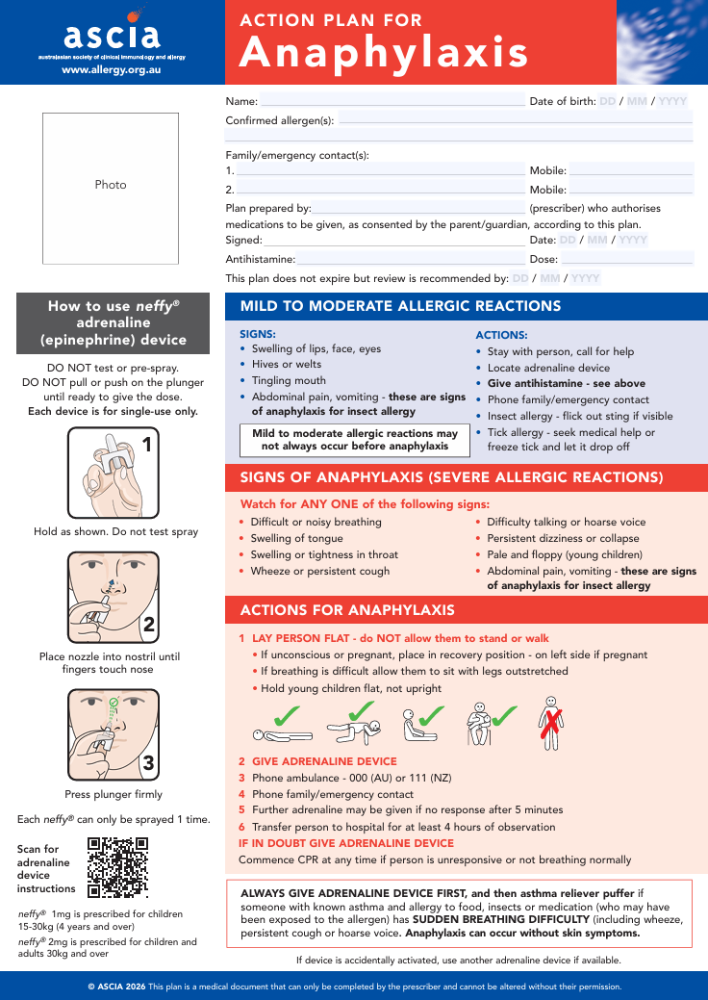 ascia
australasian society of clinical immunology and allergy
www.allergy.org.au
ACTION PLAN FOR
Anaphylaxis
Photo
Name: Date of birth: DD / MM / YYYY
Confirmed allergen(s):
Family/emergency contact(s):
1. Mobile:
2. Mobile:
Plan prepared by: (prescriber) who authorises
medications to be given, as consented by the parent/guardian, according to this plan.
Signed: Date: DD / MM / YYYY
Antihistamine: Dose:
This plan does not expire but review is recommended by: DD / MM / YYYY
How to use neffy®
adrenaline
(epinephrine) device
DO NOT test or pre-spray.
DO NOT pull or push on the plunger
until ready to give the dose.
Each device is for single-use only.
1
Hold as shown. Do not test spray
2
Place nozzle into nostril until
fingers touch nose
3
Press plunger firmly
Each neffy® can only be sprayed 1 time.
Scan for
adrenaline
device
instructions
neffy® 1mg is prescribed for children
15-30kg (4 years and over)
neffy® 2mg is prescribed for children and
adults 30kg and over
MILD TO MODERATE ALLERGIC REACTIONS
SIGNS:
• Swelling of lips, face, eyes
• Hives or welts
• Tingling mouth
• Abdominal pain, vomiting - these are signs
of anaphylaxis for insect allergy
Mild to moderate allergic reactions may
not always occur before anaphylaxis
ACTIONS:
• Stay with person, call for help
• Locate adrenaline device
• Give antihistamine - see above
• Phone family/emergency contact
• Insect allergy - flick out sting if visible
• Tick allergy - seek medical help or
freeze tick and let it drop off
SIGNS OF ANAPHYLAXIS (SEVERE ALLERGIC REACTIONS)
Watch for ANY ONE of the following signs:
• Difficult or noisy breathing
• Swelling of tongue
• Swelling or tightness in throat
• Wheeze or persistent cough
• Difficulty talking or hoarse voice
• Persistent dizziness or collapse
• Pale and floppy (young children)
• Abdominal pain, vomiting - these are signs
of anaphylaxis for insect allergy
ACTIONS FOR ANAPHYLAXIS
1 LAY PERSON FLAT - do NOT allow them to stand or walk
• If unconscious or pregnant, place in recovery position - on left side if pregnant
• If breathing is difficult allow them to sit with legs outstretched
• Hold young children flat, not upright
2 GIVE ADRENALINE DEVICE
3 Phone ambulance - 000 (AU) or 111 (NZ)
4 Phone family/emergency contact
5 Further adrenaline may be given if no response after 5 minutes
6 Transfer person to hospital for at least 4 hours of observation
IF IN DOUBT GIVE ADRENALINE DEVICE
Commence CPR at any time if person is unresponsive or not breathing normally
ALWAYS GIVE ADRENALINE DEVICE FIRST, and then asthma reliever puffer if
someone with known asthma and allergy to food, insects or medication (who may have
been exposed to the allergen) has SUDDEN BREATHING DIFFICULTY (including wheeze,
persistent cough or hoarse voice. Anaphylaxis can occur without skin symptoms.
If device is accidentally activated, use another adrenaline device if available.
© ASCIA 2026 This plan is a medical document that can only be completed by the prescriber and cannot be altered without their permission.